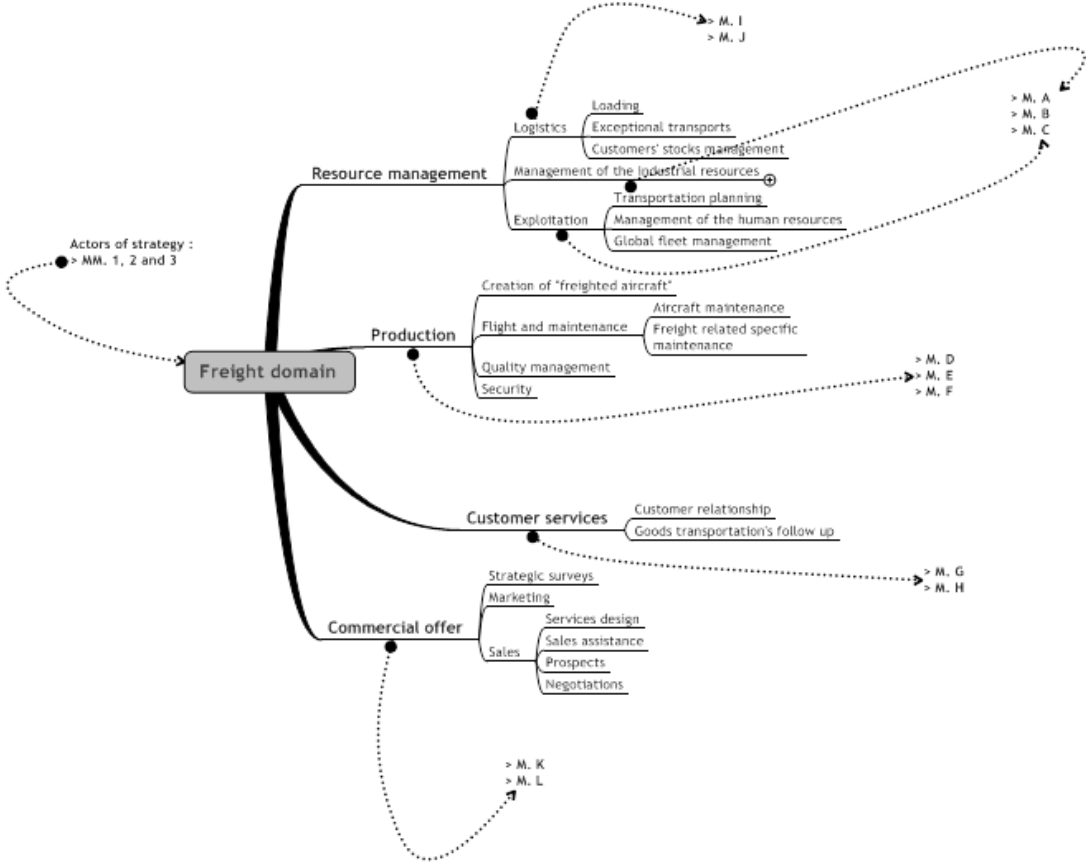 > M. I
> M. J
> M. A
> M. B
> M. C
Resource management
Logistics
Loading
Exceptional transports
Customers' stocks management
Management of the industrial resources
Exploitation
Transportation planning
Management of the human resources
Global fleet management
Actors of strategy :
> MM. 1, 2 and 3
Freight domain
Production
Creation of "freighted aircraft"
Flight and maintenance
Aircraft maintenance
Freight related specific
maintenance
Quality management
Security
> M. D
> M. E
> M. F
Customer services
Customer relationship
Goods transportation's follow up
> M. G
> M. H
Commercial offer
Strategic surveys
Marketing
Sales
Services design
Sales assistance
Prospects
Negotiations
> M. K
> M. L